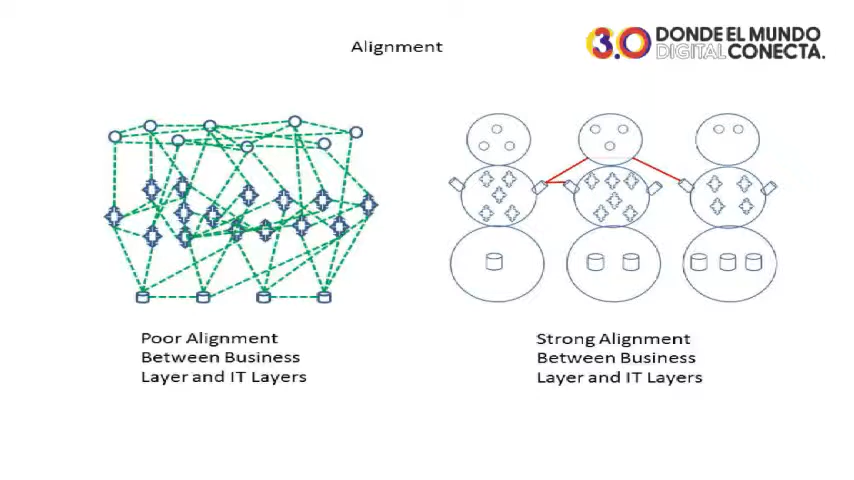 Alignment
3.0 DONDE EL MUNDO
DIGITAL CONECTA.
Poor Alignment
Between Business
Layer and IT Layers
Strong Alignment
Between Business
Layer and IT Layers